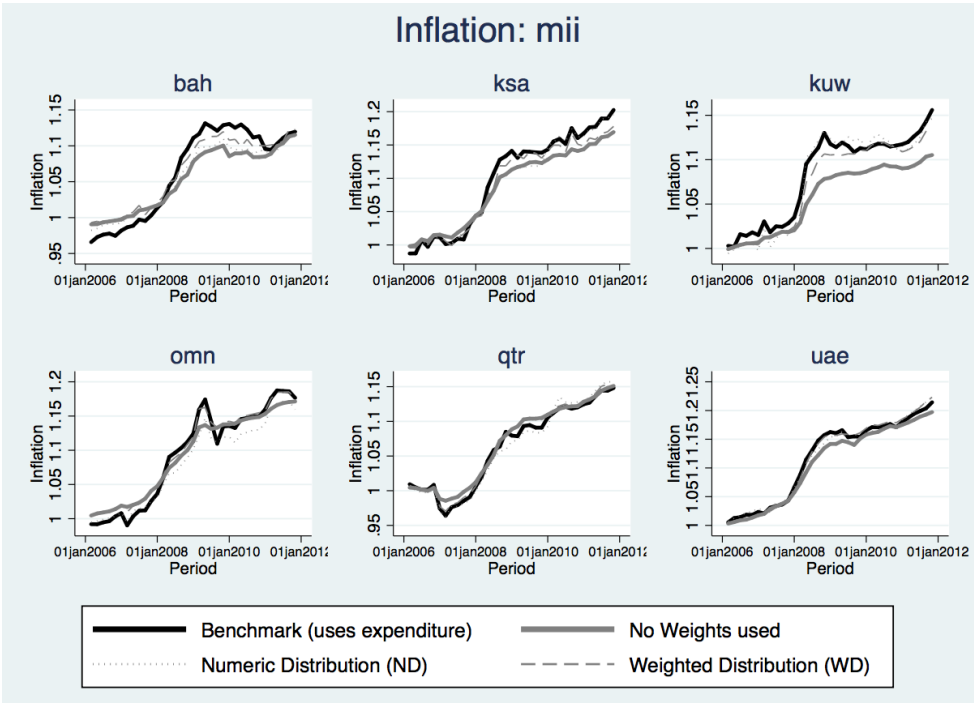 Inflation: mii
bah ksa kuw
Inflation Inflation Inflation
1.15 1.1 1.05 1 .95
1.2 1.15 1.1 1.05 1
1.15 1.1 1.05 1
01jan2006 01jan2008 01jan2010 01jan2012 01jan2006 01jan2008 01jan2010 01jan2012 01jan2006 01jan2008 01jan2010 01jan2012
Period Period Period
omn qtr uae
Inflation Inflation Inflation
1.2 1.15 1.1 1.05 1
1.15 1.1 1.05 1 .95
1.25 1.2 1.15 1.1 1.05 1
01jan2006 01jan2008 01jan2010 01jan2012 01jan2006 01jan2008 01jan2010 01jan2012 01jan2006 01jan2008 01jan2010 01jan2012
Period Period Period
Benchmark (uses expenditure) No Weights used
Numeric Distribution (ND) Weighted Distribution (WD)